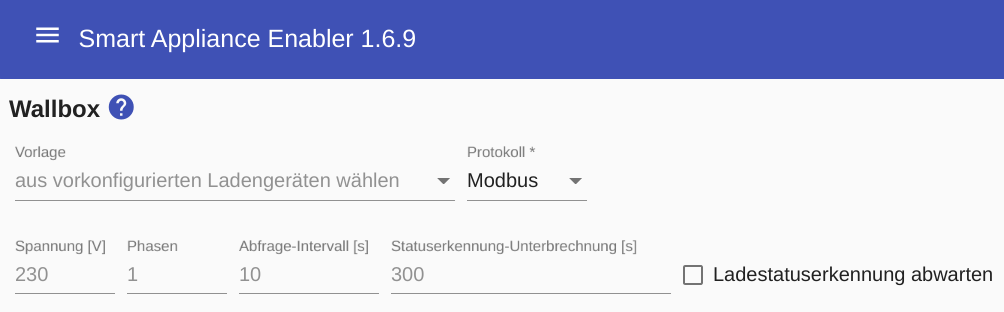 Smart Appliance Enabler 1.6.9
Wallbox ?
Vorlage Protokoll *
aus vorkonfigurierten Ladengeräten wählen Modbus
Spannung [V] Phasen Abfrage-Intervall [s] Statuserkennung-Unterbrechnung [s]
230 1 10 300 Ladestatuserkennung abwarten